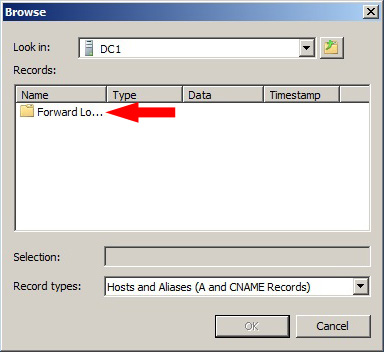 Browse
Look in: DC1
Records:
Name Type Data Timestamp
Forward Lo...
Selection:
Record types: Hosts and Aliases (A and CNAME Records)
OK Cancel